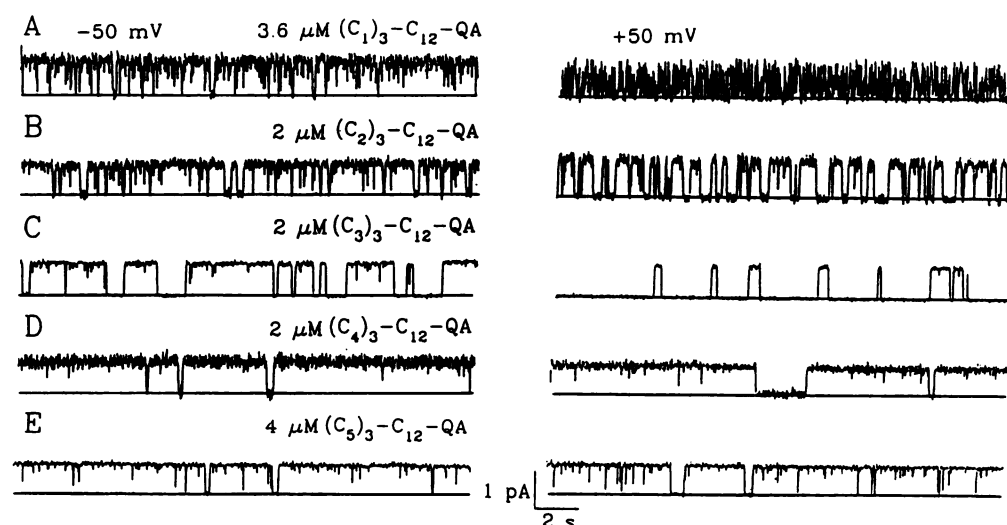 A
−50 mV
3.6 μM (C₁)₃−C₁₂−QA
+50 mV
B
2 μM (C₂)₃−C₁₂−QA
C
2 μM (C₃)₃−C₁₂−QA
D
2 μM (C₄)₃−C₁₂−QA
E
4 μM (C₅)₃−C₁₂−QA
1 pA
2 s